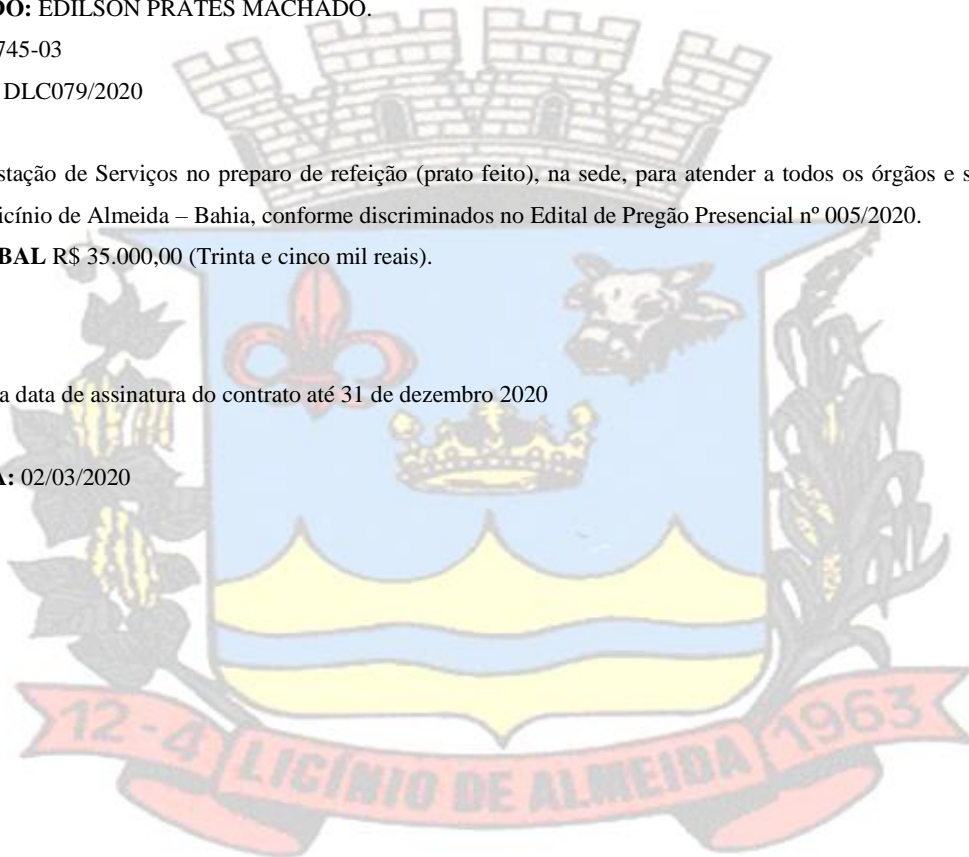 DO: EDILSON PRATES MACHADO.
745-03
DLC079/2020
stação de Serviços no preparo de refeição (prato feito), na sede, para atender a todos os órgãos e s
icínio de Almeida – Bahia, conforme discriminados no Edital de Pregão Presencial nº 005/2020.
BAL R$ 35.000,00 (Trinta e cinco mil reais).
a data de assinatura do contrato até 31 de dezembro 2020
A: 02/03/2020
12-4 LICÍNIO DE ALMEIDA 1963